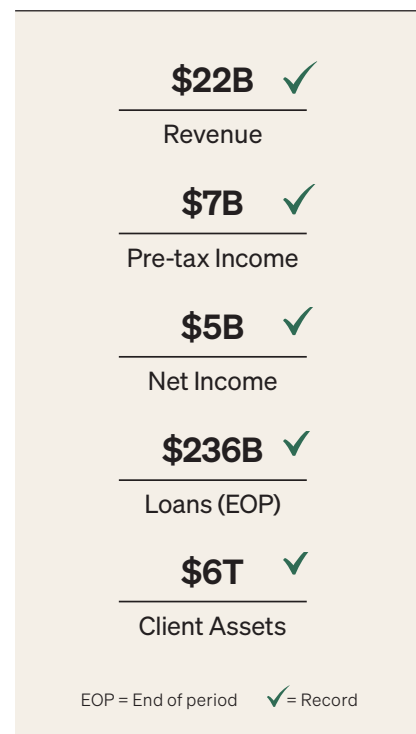 $22B ✓
Revenue
$7B ✓
Pre-tax Income
$5B ✓
Net Income
$236B ✓
Loans (EOP)
$6T ✓
Client Assets
EOP = End of period ✓= Record